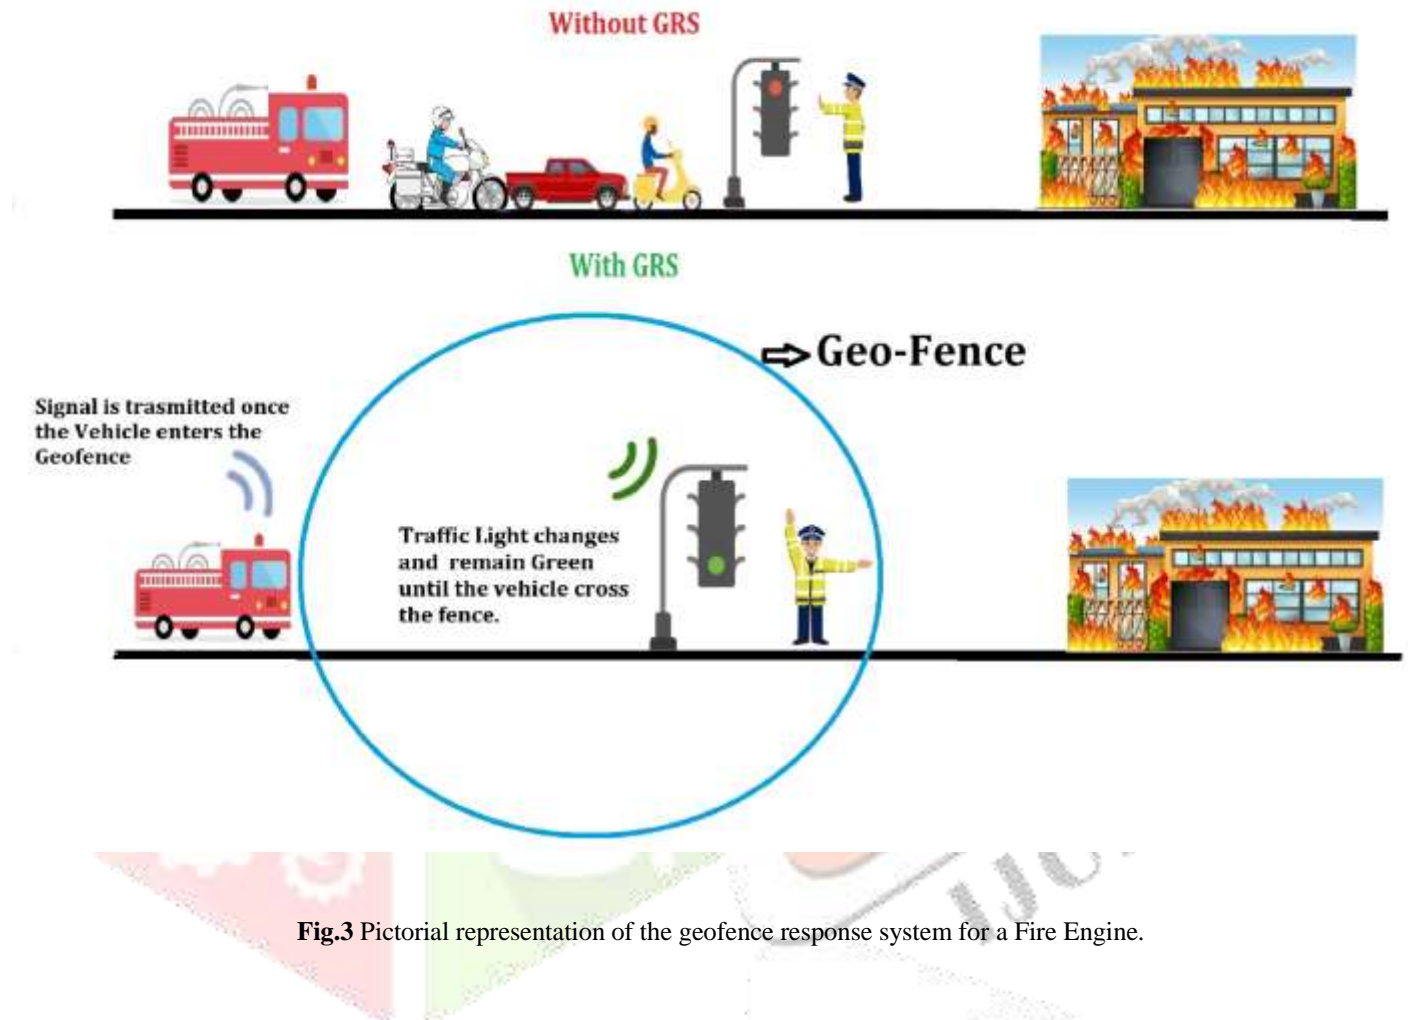 Without GRS
With GRS
Geo-Fence
Signal is trasmitted once
the Vehicle enters the
Geofence
Traffic Light changes
and remain Green
until the vehicle cross
the fence.
Fig.3 Pictorial representation of the geofence response system for a Fire Engine.